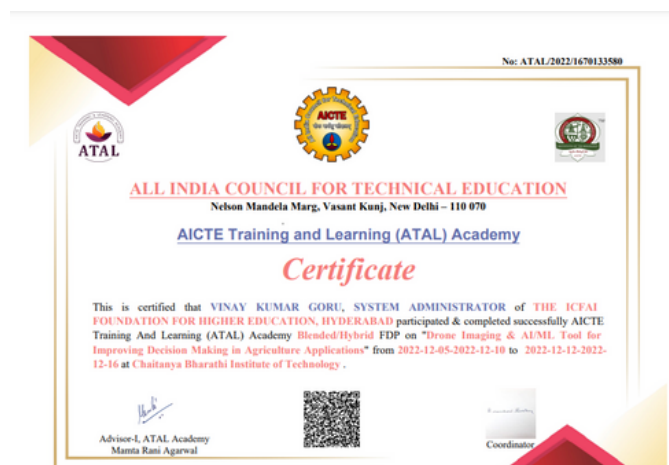 No: ATAL/2022/1670133580
ATAL
AICTE
ALL INDIA COUNCIL FOR TECHNICAL EDUCATION
Nelson Mandela Marg, Vasant Kunj, New Delhi – 110 070
AICTE Training and Learning (ATAL) Academy
Certificate
This is certified that VINAY KUMAR GORU, SYSTEM ADMINISTRATOR of THE ICFAI
FOUNDATION FOR HIGHER EDUCATION, HYDERABAD participated & completed successfully AICTE
Training And Learning (ATAL) Academy Blended/Hybrid FDP on "Drone Imaging & AI/ML Tool for
Improving Decision Making in Agriculture Applications" from 2022-12-05-2022-12-10 to 2022-12-12-2022-
12-16 at Chaitanya Bharathi Institute of Technology .
Advisor-I, ATAL Academy
Mamta Rani Agarwal
Coordinator